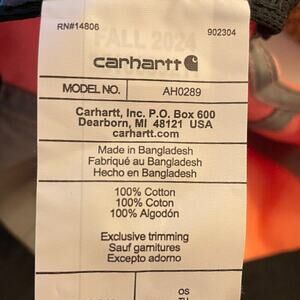 RN#14806 902304
FALL 2024
carhartt
MODEL NO. AH0289
Carhartt, Inc. P.O. Box 600
Dearborn, MI 48121 USA
carhartt.com
Made in Bangladesh
Fabriqué au Bangladesh
Hecho en Bangladesh
100% Cotton
100% Coton
100% Algodón
Exclusive trimming
Sauf garnitures
Excepto adorno
OS